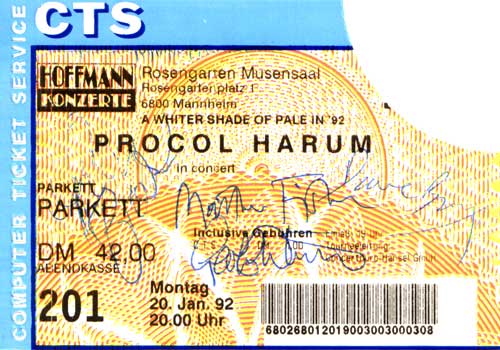 CTS
COMPUTER TICKET SERVICE
HOFFMANN
KONZERTE
Rosengarten Musensaal
Rosengartenplatz 1
6800 Mannheim
A WHITER SHADE OF PALE IN '92
PROCOL HARUM
in concert
PARKETT
PARKETT
Inclusive Gebühren
DM 42.00
ABENDKASSE
201
Montag
20. Jan. 92
20.00 Uhr
680268012019003003000308